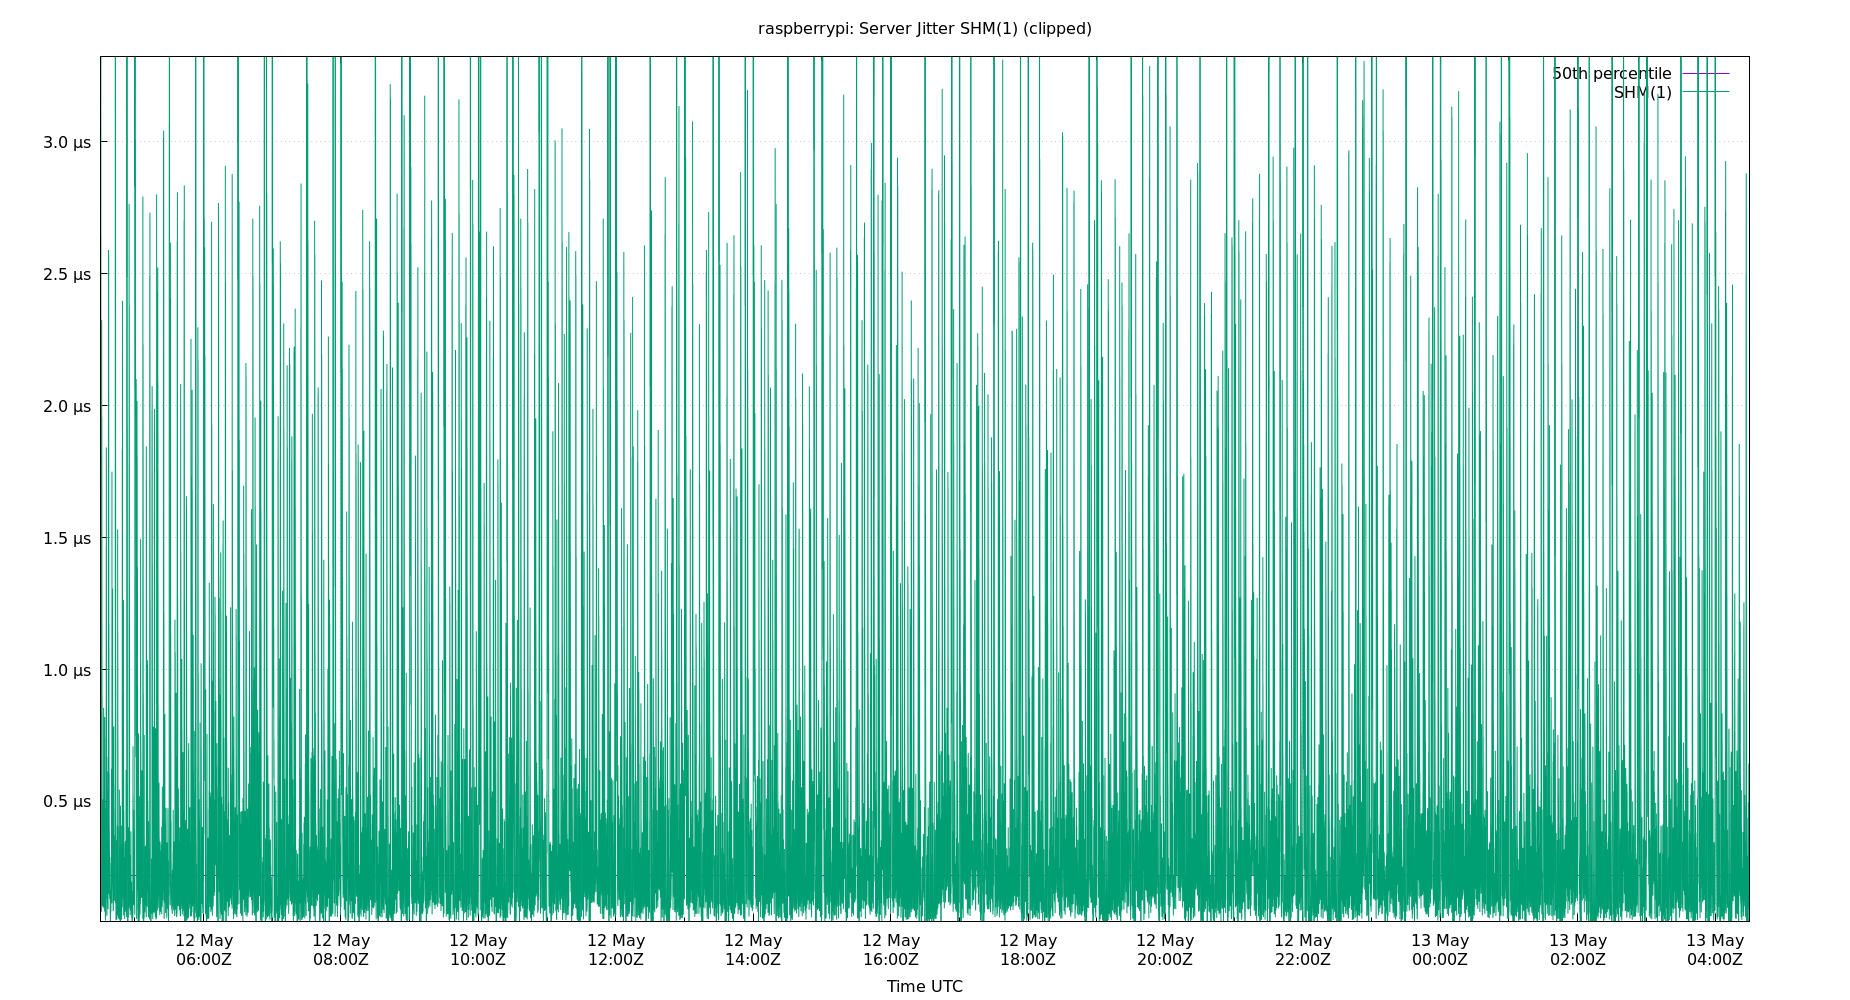 raspberrypi: Server Jitter SHM(1) (clipped)
50th percentile
SHM(1)
3.0 μs
2.5 μs
2.0 μs
1.5 μs
1.0 μs
0.5 μs
12 May 12 May 12 May 12 May 12 May 12 May 12 May 12 May 12 May 13 May 13 May 13 May
06:00Z 08:00Z 10:00Z 12:00Z 14:00Z 16:00Z 18:00Z 20:00Z 22:00Z 00:00Z 02:00Z 04:00Z
Time UTC